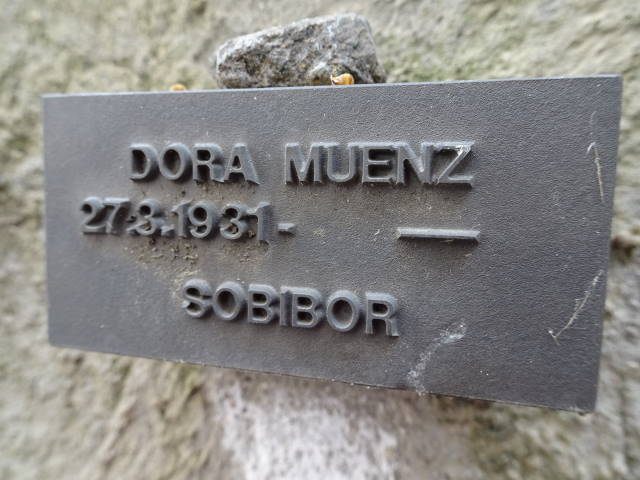 DORA MUENZ
27.3.1931- —
SOBIBOR